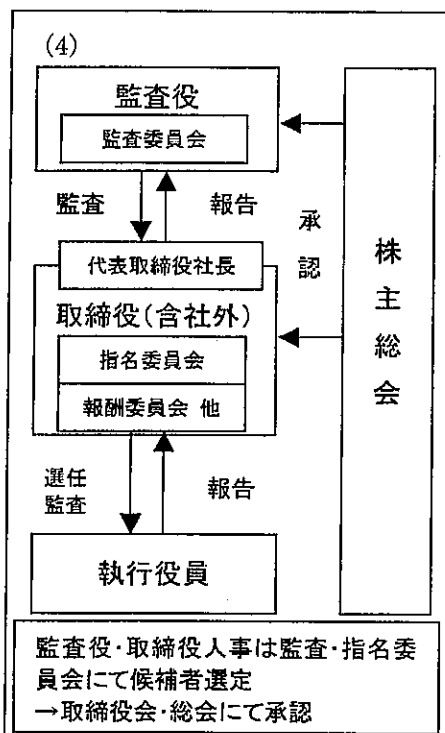 (4)
監査役
監査委員会
監査
報告
承認
株主総会
代表取締役社長
取締役(含社外)
指名委員会
報酬委員会 他
選任
監査
報告
執行役員
監査役・取締役人事は監査・指名委
員会にて候補者選定
→取締役会・総会にて承認